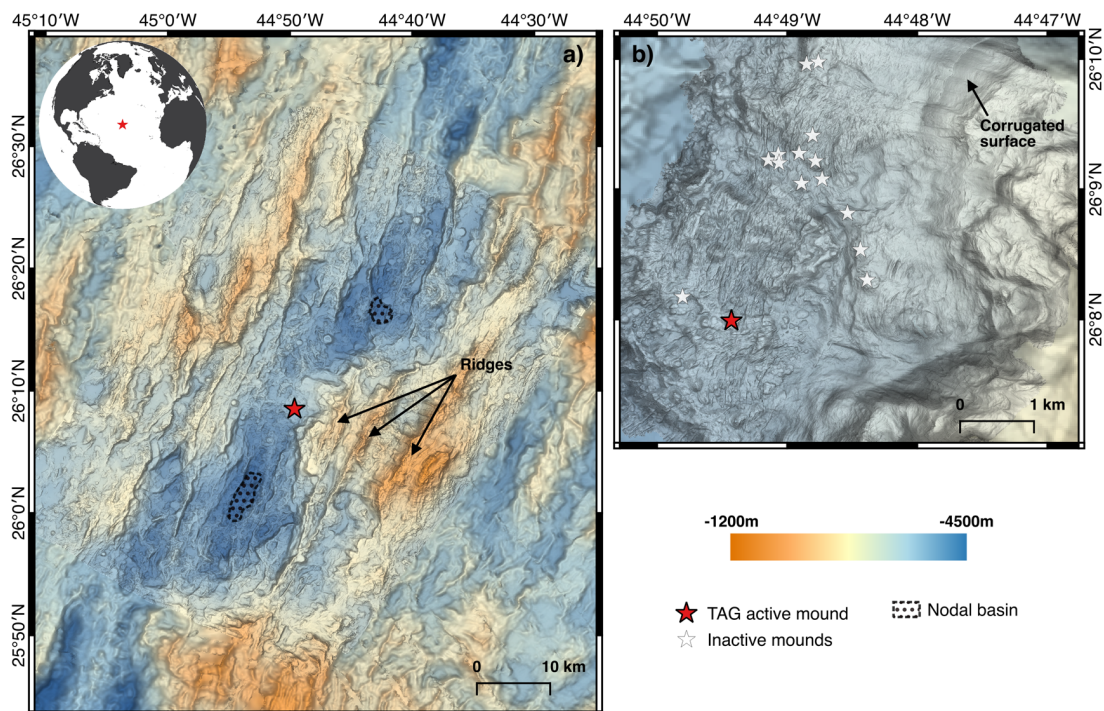 45°10'W 45°00'W 44°50'W 44°40'W 44°30'W
a)
26°30'N
26°20'N
26°10'N
26°0'N
25°50'N
Ridges
0 10 km
44°50'W 44°49'W 44°48'W 44°47'W
b)
26°10'N
26°9'N
26°8'N
Corrugated
surface
0 1 km
-1200m -4500m
TAG active mound
Nodal basin
Inactive mounds